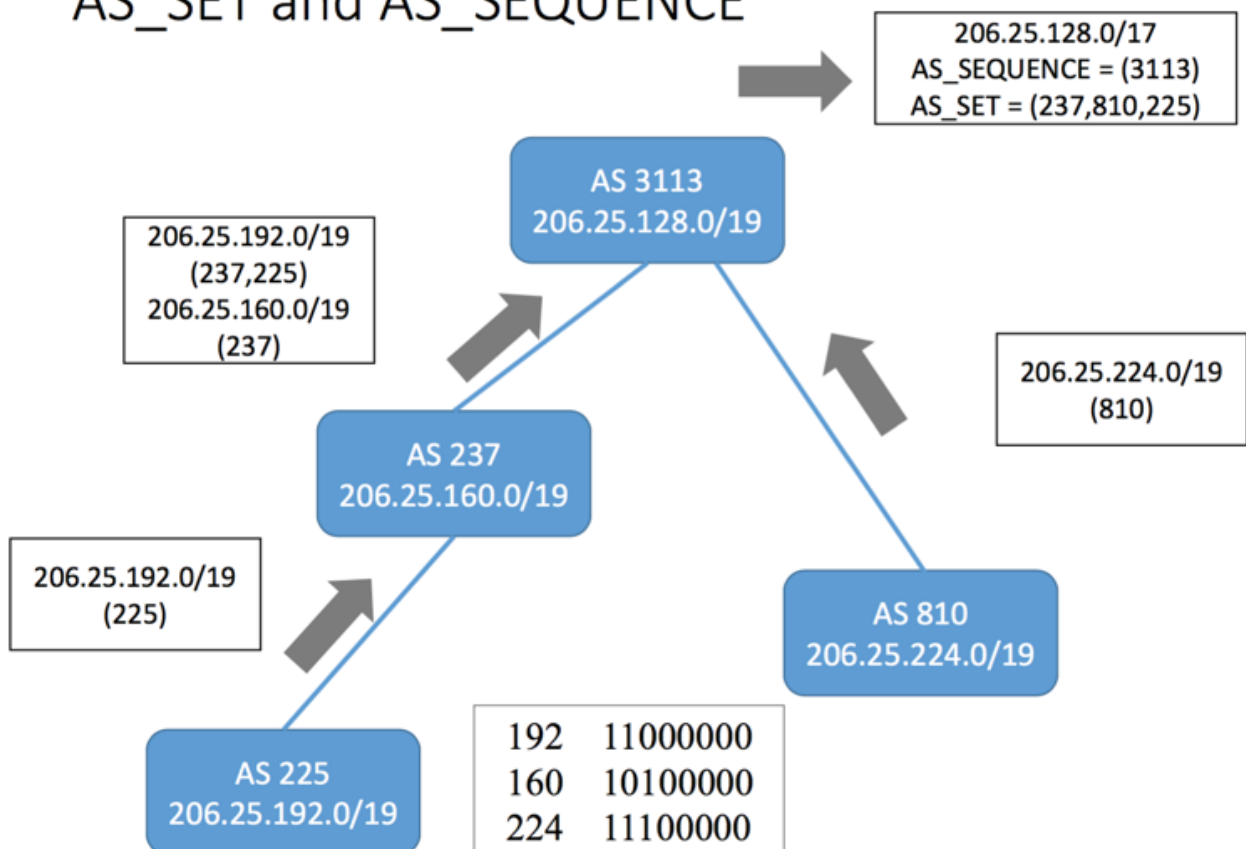 AS_SET and AS_SEQUENCE
206.25.128.0/17
AS_SEQUENCE = (3113)
AS_SET = (237,810,225)
AS 3113
206.25.128.0/19
206.25.192.0/19
(237,225)
206.25.160.0/19
(237)
206.25.224.0/19
(810)
AS 237
206.25.160.0/19
206.25.192.0/19
(225)
AS 810
206.25.224.0/19
AS 225
206.25.192.0/19
192 11000000
160 10100000
224 11100000